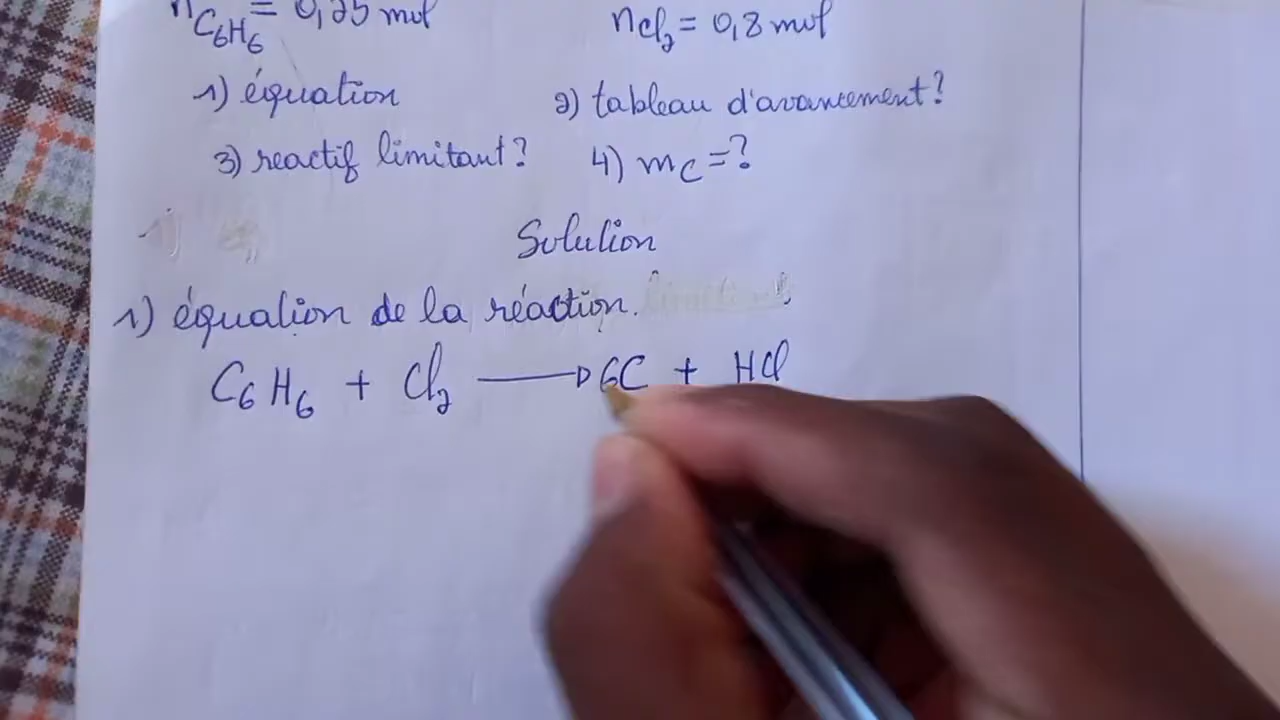 nC₆H₆ = 0,25 mol nCl₂ = 0,8 mol
1) équation 2) tableau d'avancement?
3) reactif limitant? 4) mC = ?
Solution
1) équation de la réaction.
C₆H₆ + Cl₂ → 6C + HCl